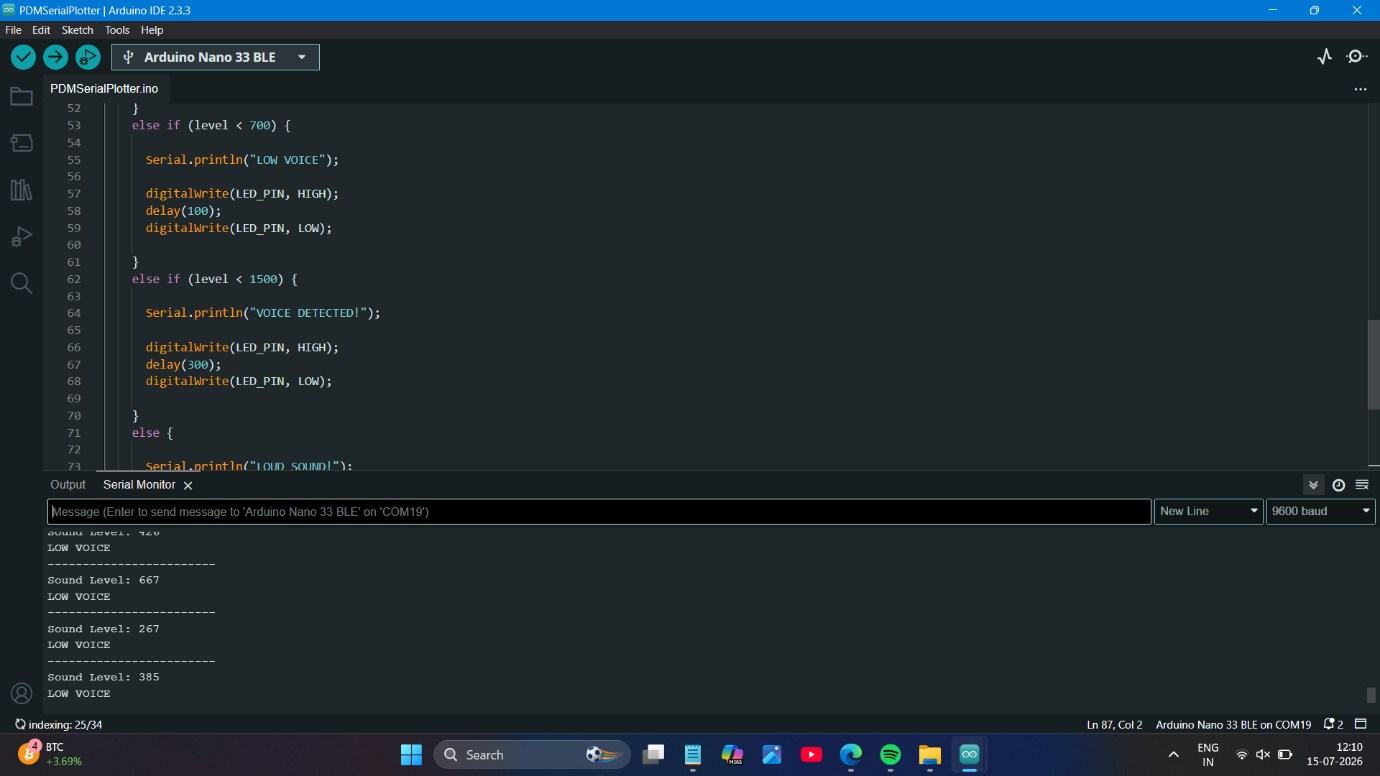 PDMSerialPlotter | Arduino IDE 2.3.3
File Edit Sketch Tools Help
Arduino Nano 33 BLE
PDMSerialPlotter.ino
52 }
53 else if (level < 700) {
54
55 Serial.println("LOW VOICE");
56
57 digitalWrite(LED_PIN, HIGH);
58 delay(100);
59 digitalWrite(LED_PIN, LOW);
60
61 }
62 else if (level < 1500) {
63
64 Serial.println("VOICE DETECTED!");
65
66 digitalWrite(LED_PIN, HIGH);
67 delay(300);
68 digitalWrite(LED_PIN, LOW);
69
70 }
71 else {
72
73 Serial.println("LOUD SOUND!");
Output Serial Monitor
Message (Enter to send message to 'Arduino Nano 33 BLE' on 'COM19') New Line 9600 baud
Sound Level: 426
LOW VOICE
------------------------
Sound Level: 667
LOW VOICE
------------------------
Sound Level: 267
LOW VOICE
------------------------
Sound Level: 385
LOW VOICE
indexing: 25/34 Ln 87, Col 2 Arduino Nano 33 BLE on COM19 2
4 BTC
+3.69%
Search
M365
ENG
IN
12:10
15-07-2026